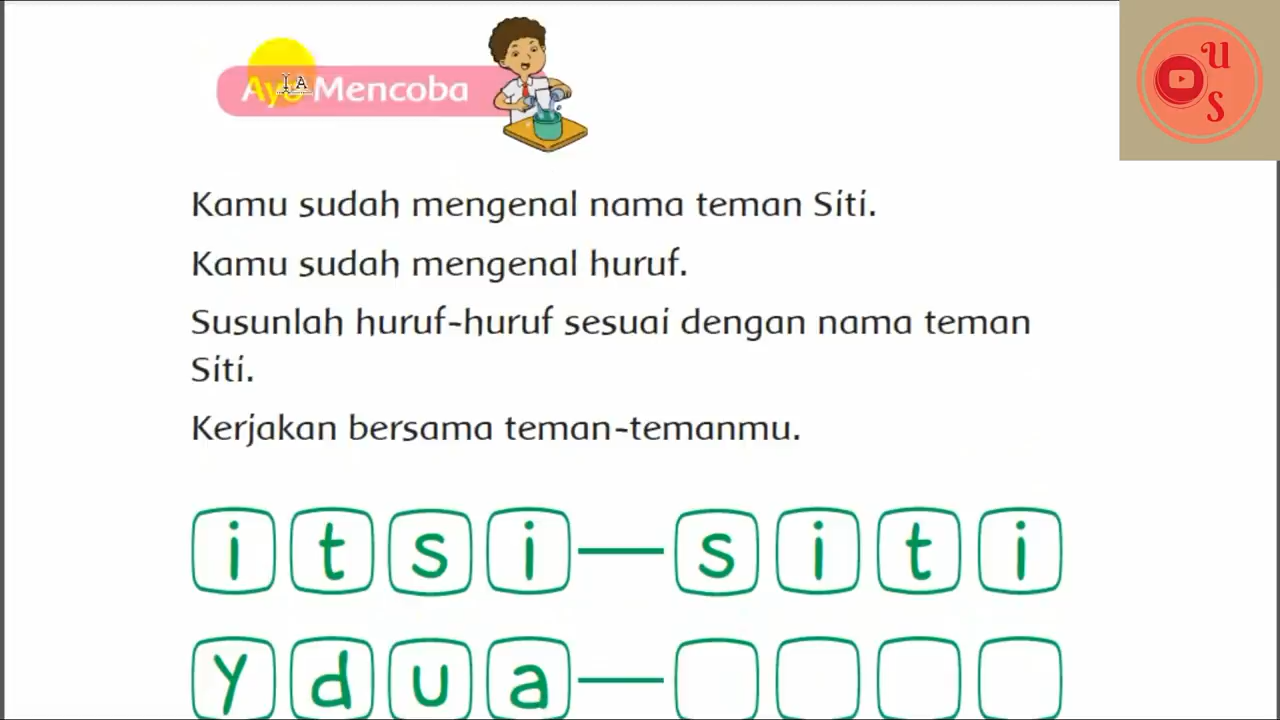 Ayo Mencoba
U
S
Kamu sudah mengenal nama teman Siti.
Kamu sudah mengenal huruf.
Susunlah huruf-huruf sesuai dengan nama teman
Siti.
Kerjakan bersama teman-temanmu.
i t s i — s i t i
y d u a —